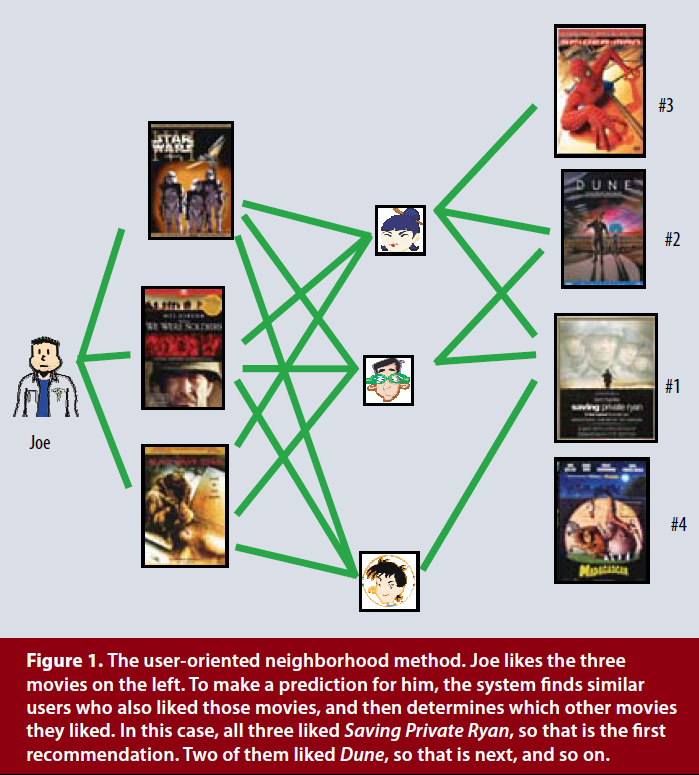 #3
STAR
WARS
DUNE
#2
WE WERE SOLDIERS
saving private ryan
#1
Joe
#4
MADAGASCAR
Figure 1. The user-oriented neighborhood method. Joe likes the three
movies on the left. To make a prediction for him, the system finds similar
users who also liked those movies, and then determines which other movies
they liked. In this case, all three liked Saving Private Ryan, so that is the first
recommendation. Two of them liked Dune, so that is next, and so on.